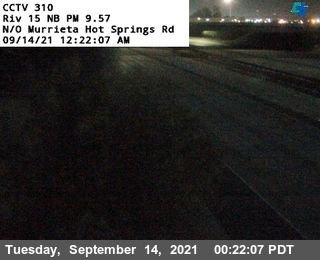 CCTV 310
Riv 15 NB PM 9.57
N/O Murrieta Hot Springs Rd
09/14/21 12:22:07 AM
Tuesday, September 14, 2021 00:22:07 PDT